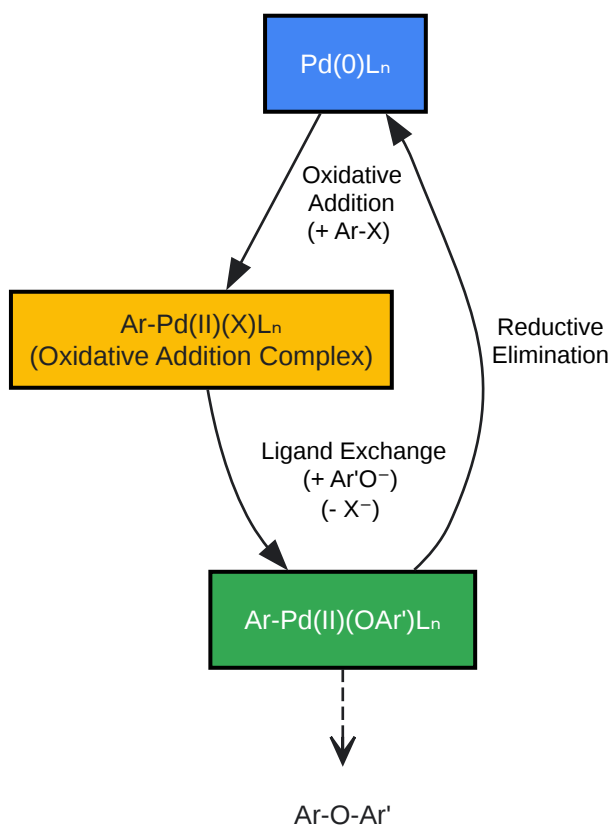 Pd(0)Lₙ
Oxidative
Addition
(+ Ar-X)
Ar-Pd(II)(X)Lₙ
(Oxidative Addition Complex)
Reductive
Elimination
Ligand Exchange
(+ Ar'O⁻)
(- X⁻)
Ar-Pd(II)(OAr')Lₙ
Ar-O-Ar'